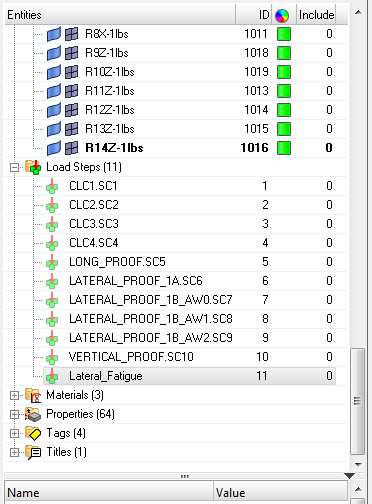 Entities ID Include
R8X-1lbs 1011 0
R9Z-1lbs 1018 0
R10Z-1lbs 1019 0
R11Z-1lbs 1013 0
R12Z-1lbs 1014 0
R13Z-1lbs 1015 0
R14Z-1lbs 1016 0
Load Steps (11)
CLC1.SC1 1 0
CLC2.SC2 2 0
CLC3.SC3 3 0
CLC4.SC4 4 0
LONG_PROOF.SC5 5 0
LATERAL_PROOF_1A.SC6 6 0
LATERAL_PROOF_1B_AW0.SC7 7 0
LATERAL_PROOF_1B_AW1.SC8 8 0
LATERAL_PROOF_1B_AW2.SC9 9 0
VERTICAL_PROOF.SC10 10 0
Lateral_Fatigue 11 0
Materials (3)
Properties (64)
Tags (4)
Titles (1)
Name Value